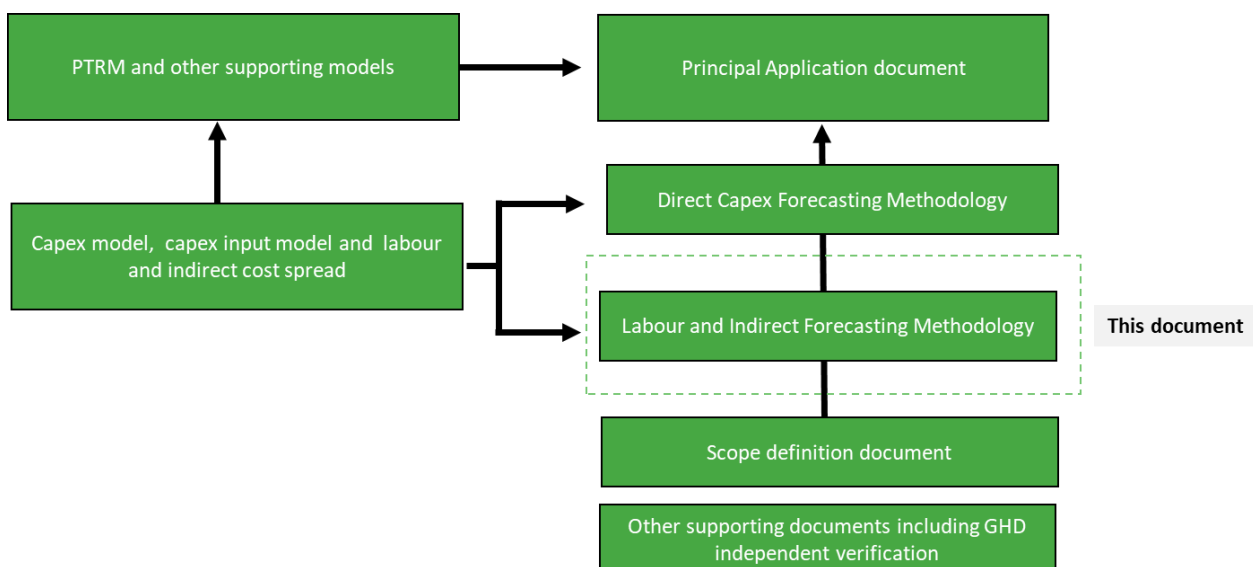 PTRM and other supporting models
Principal Application document
Direct Capex Forecasting Methodology
Capex model, capex input model and labour
and indirect cost spread
Labour and Indirect Forecasting Methodology
This document
Scope definition document
Other supporting documents including GHD
independent verification